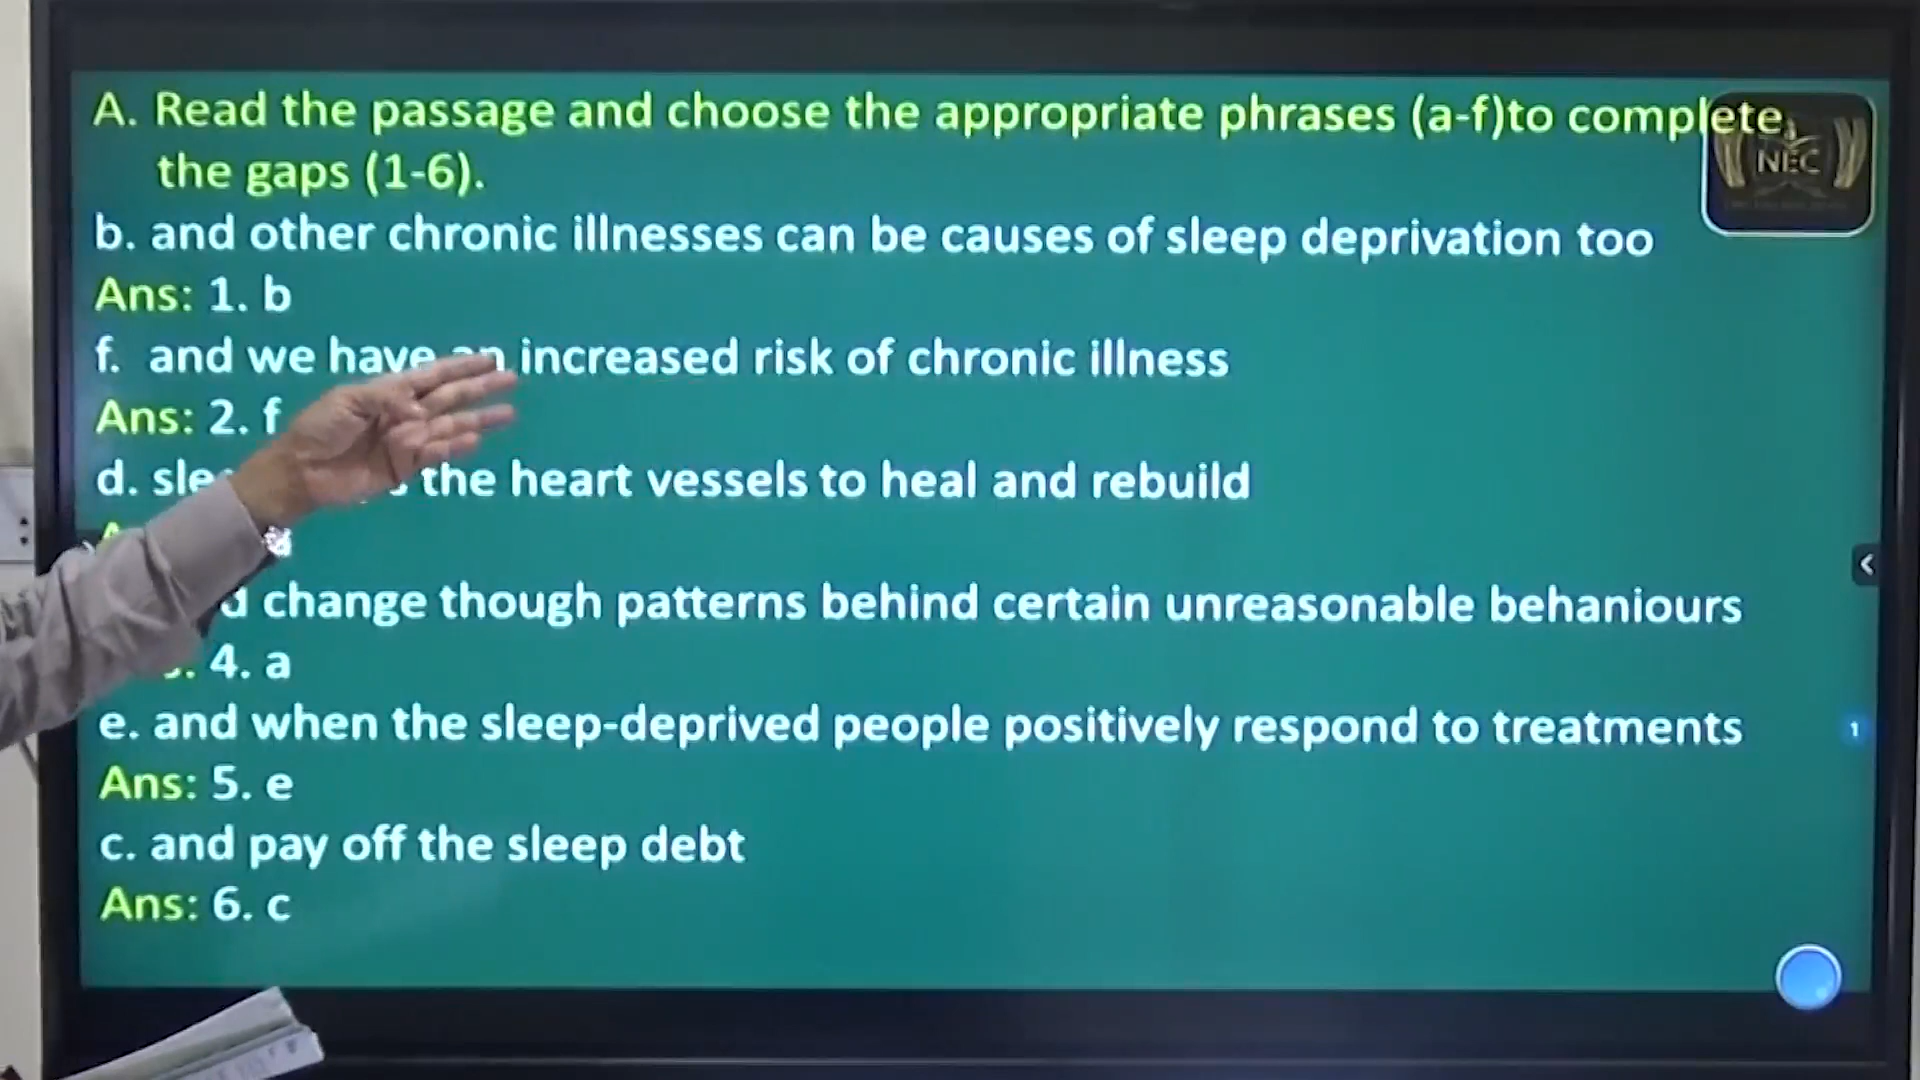 A. Read the passage and choose the appropriate phrases (a-f)to complete
the gaps (1-6).
NEC
b. and other chronic illnesses can be causes of sleep deprivation too
Ans: 1. b
f. and we have an increased risk of chronic illness
Ans: 2. f
d. the heart vessels to heal and rebuild
change though patterns behind certain unreasonable behaniours
4. a
e. and when the sleep-deprived people positively respond to treatments
1
Ans: 5. e
c. and pay off the sleep debt
Ans: 6. c